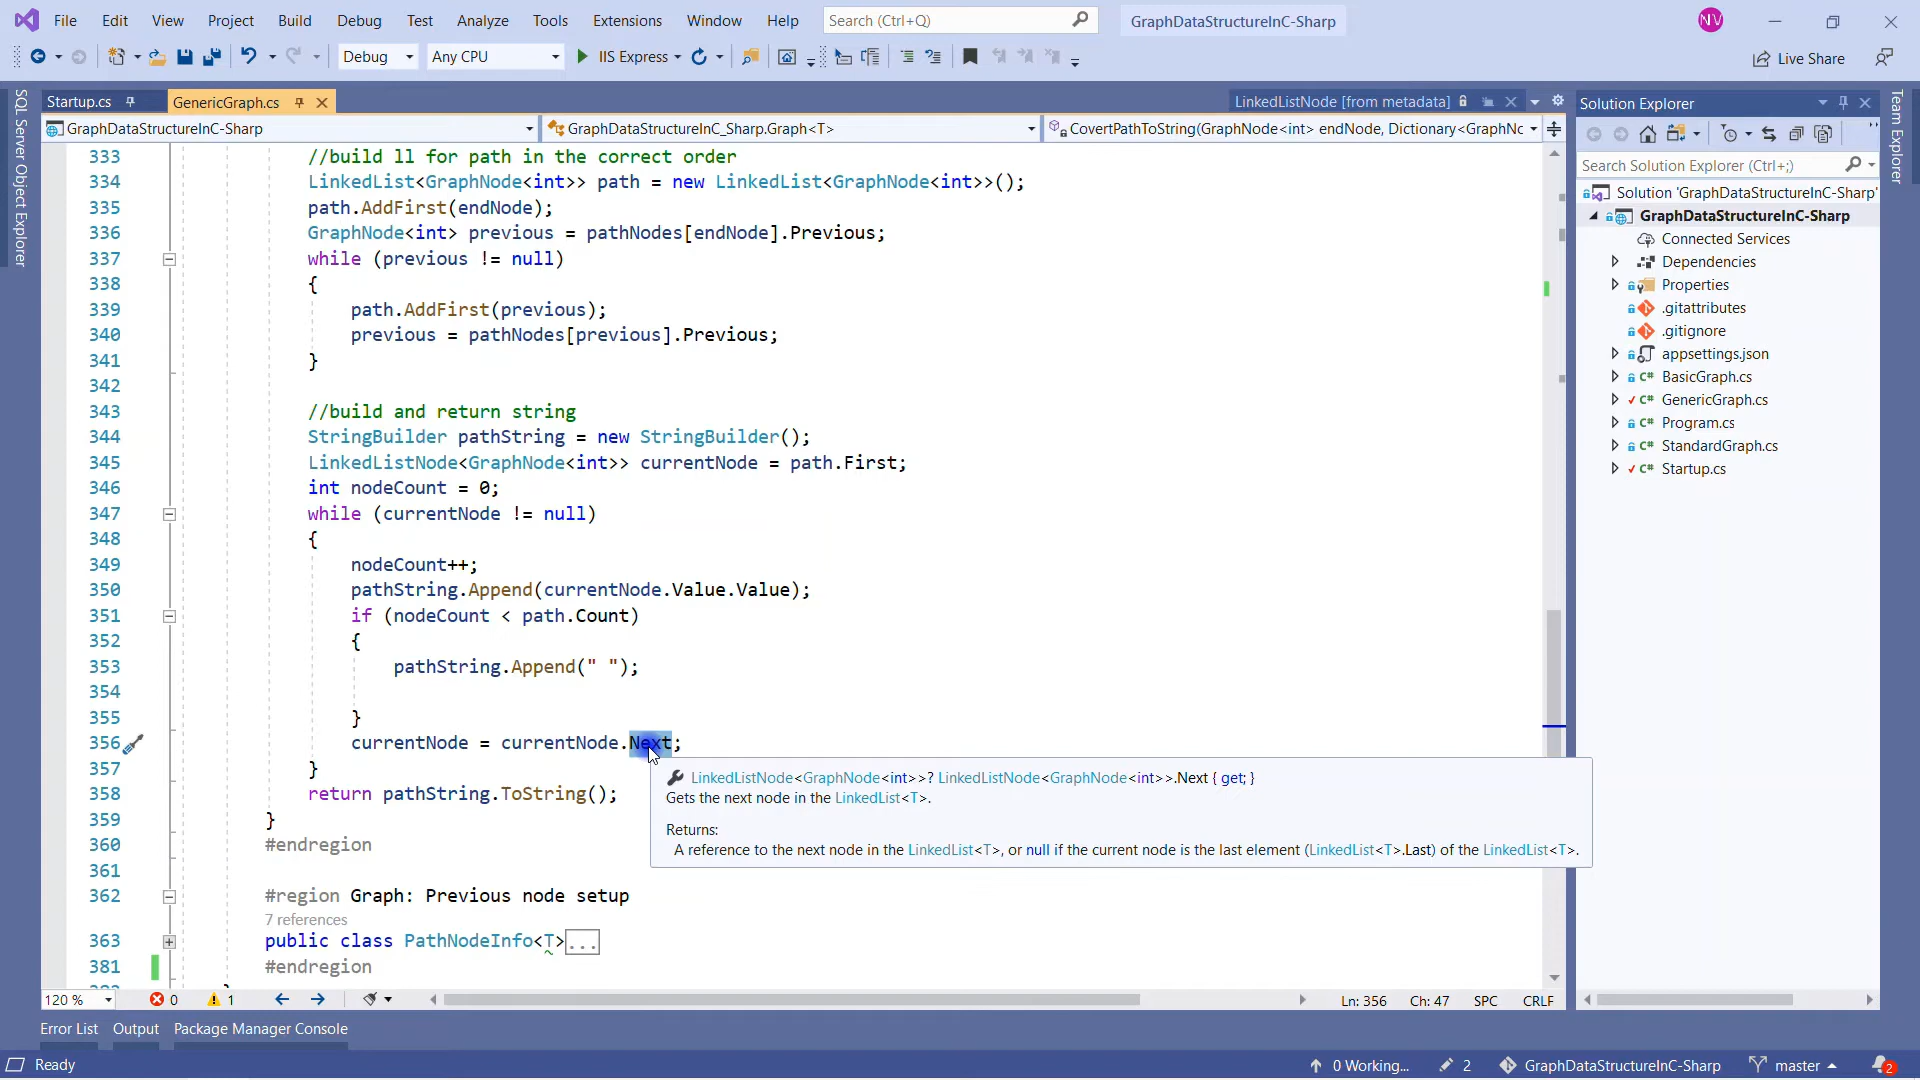 File Edit View Project Build Debug Test Analyze Tools Extensions Window Help Search (Ctrl+Q) GraphDataStructureInC-Sharp NV
Debug Any CPU IIS Express Live Share
SQL Server Object Explorer
Startup.cs GenericGraph.cs LinkedListNode [from metadata]
GraphDataStructureInC-Sharp GraphDataStructureInC_Sharp.Graph<T> CovertPathToString(GraphNode<int> endNode, Dictionary<GraphNc
333 //build ll for path in the correct order
334 LinkedList<GraphNode<int>> path = new LinkedList<GraphNode<int>>();
335 path.AddFirst(endNode);
336 GraphNode<int> previous = pathNodes[endNode].Previous;
337 while (previous != null)
338 {
339 path.AddFirst(previous);
340 previous = pathNodes[previous].Previous;
341 }
342
343 //build and return string
344 StringBuilder pathString = new StringBuilder();
345 LinkedListNode<GraphNode<int>> currentNode = path.First;
346 int nodeCount = 0;
347 while (currentNode != null)
348 {
349 nodeCount++;
350 pathString.Append(currentNode.Value.Value);
351 if (nodeCount < path.Count)
352 {
353 pathString.Append(" ");
354
355 }
356 currentNode = currentNode.Next;
357 }
358 return pathString.ToString();
359 }
360 #endregion
361
362 #region Graph: Previous node setup
7 references
363 public class PathNodeInfo<T>...
381 #endregion
LinkedListNode<GraphNode<int>>? LinkedListNode<GraphNode<int>>.Next { get; }
Gets the next node in the LinkedList<T>.
Returns:
A reference to the next node in the LinkedList<T>, or null if the current node is the last element (LinkedList<T>.Last) of the LinkedList<T>.
120 % 0 1 Ln: 356 Ch: 47 SPC CRLF
Solution Explorer
Search Solution Explorer (Ctrl+;)
Solution 'GraphDataStructureInC-Sharp'
GraphDataStructureInC-Sharp
Connected Services
Dependencies
Properties
.gitattributes
.gitignore
appsettings.json
C# BasicGraph.cs
C# GenericGraph.cs
C# Program.cs
C# StandardGraph.cs
C# Startup.cs
Team Explorer
Error List Output Package Manager Console
Ready 0 Working... 2 GraphDataStructureInC-Sharp master 2